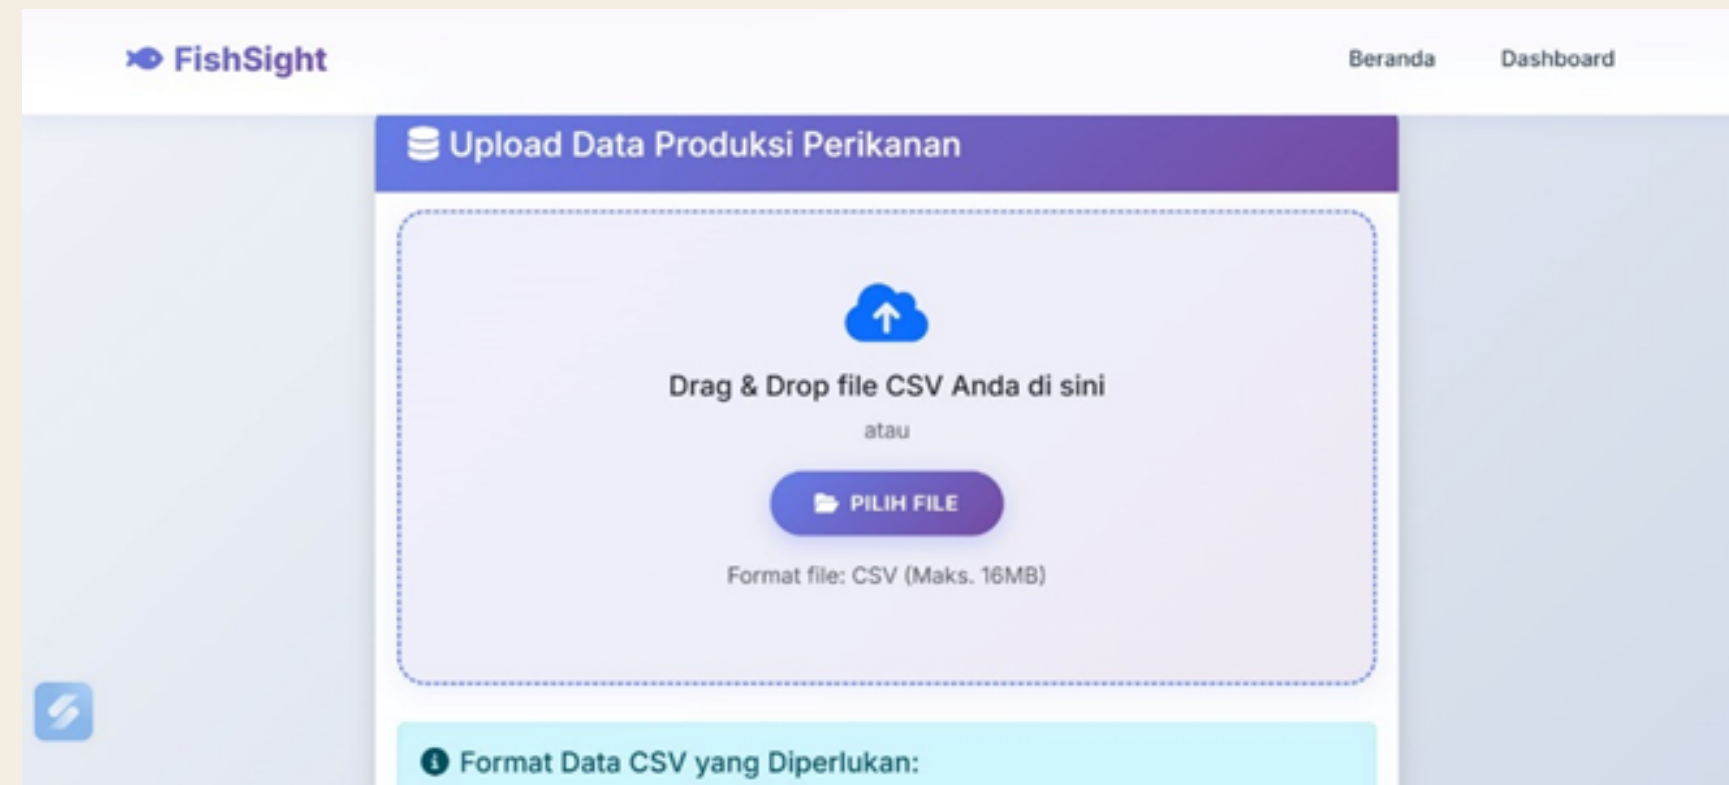 FishSight
Beranda
Dashboard
Upload Data Produksi Perikanan
Drag & Drop file CSV Anda di sini
atau
PILIH FILE
Format file: CSV (Maks. 16MB)
Format Data CSV yang Diperlukan: